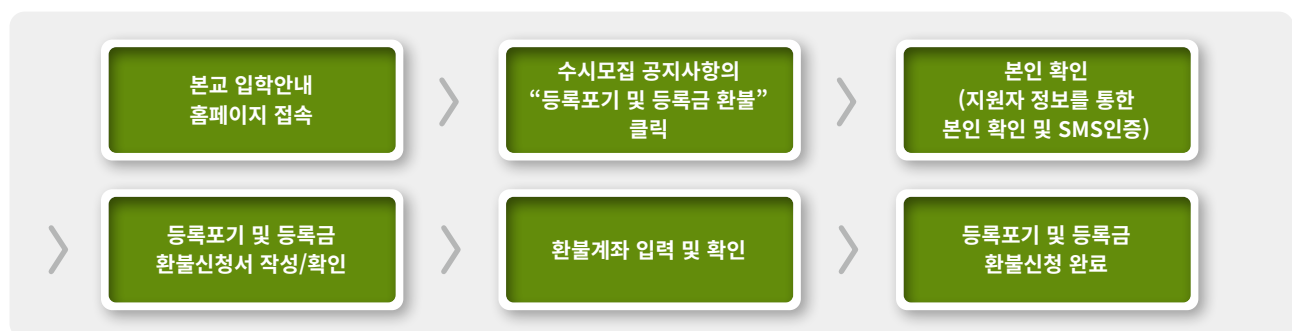 본교 입학안내
홈페이지 접속
수시모집 공지사항의
“등록포기 및 등록금 환불”
클릭
본인 확인
(지원자 정보를 통한
본인 확인 및 SMS인증)
등록포기 및 등록금
환불신청서 작성/확인
환불계좌 입력 및 확인
등록포기 및 등록금
환불신청 완료